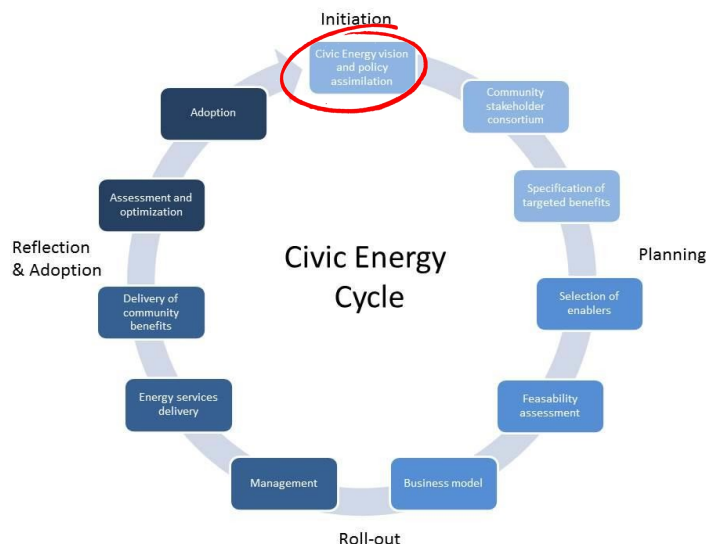 Initiation
Civic Energy vision
and policy
assimilation
Community
stakeholder
consortium
Specification of
targeted benefits
Planning
Selection of
enablers
Feasability
assessment
Business model
Roll-out
Management
Energy services
delivery
Delivery of
community
benefits
Reflection
& Adoption
Assessment and
optimization
Adoption
Civic Energy
Cycle